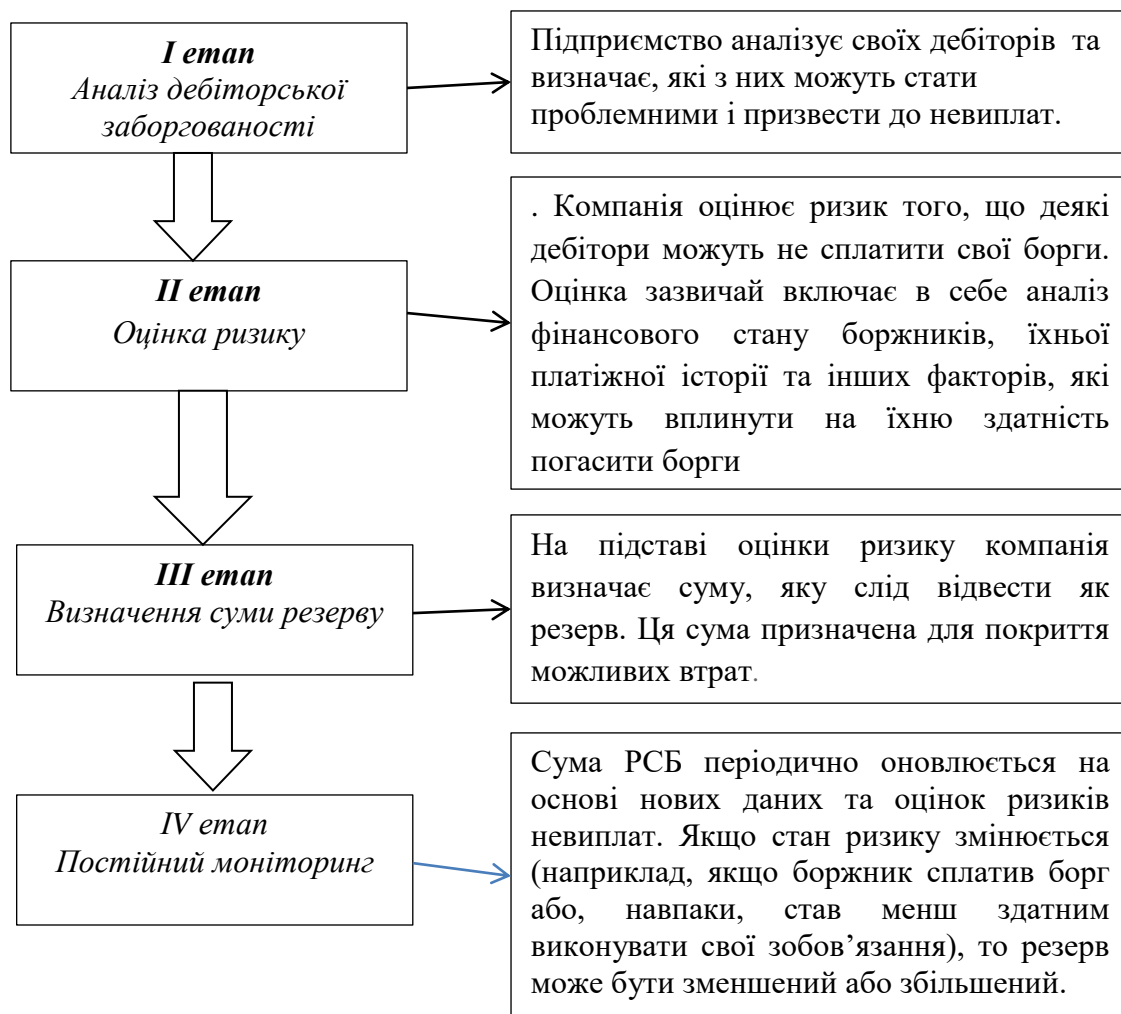 I етап
Аналіз дебіторської
заборгованості
Підприємство аналізує своїх дебіторів та
визначає, які з них можуть стати
проблемними і призвести до невиплат.
II етап
Оцінка ризику
. Компанія оцінює ризик того, що деякі
дебітори можуть не сплатити свої борги.
Оцінка зазвичай включає в себе аналіз
фінансового стану боржників, їхньої
платіжної історії та інших факторів, які
можуть вплинути на їхню здатність
погасити борги
III етап
Визначення суми резерву
На підставі оцінки ризику компанія
визначає суму, яку слід відвести як
резерв. Ця сума призначена для покриття
можливих втрат.
IV етап
Постійний моніторинг
Сума РСБ періодично оновлюється на
основі нових даних та оцінок ризиків
невиплат. Якщо стан ризику змінюється
(наприклад, якщо боржник сплатив борг
або, навпаки, став менш здатним
виконувати свої зобов’язання), то резерв
може бути зменшений або збільшений.